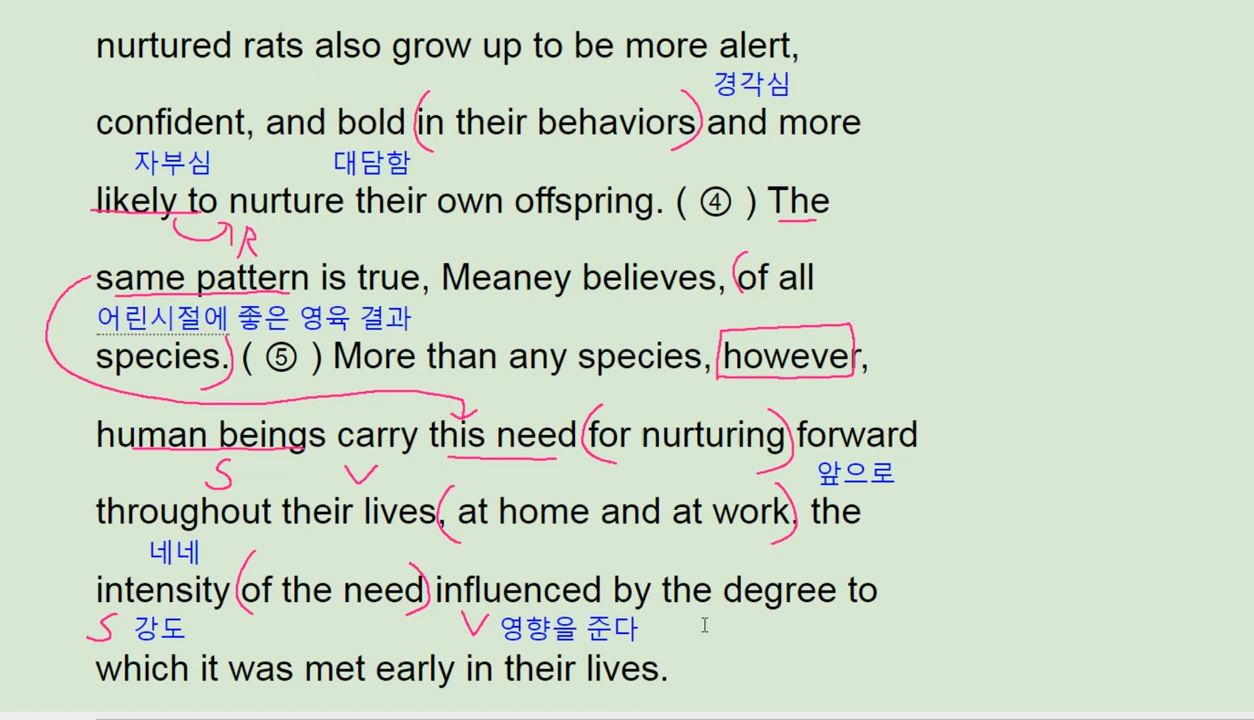 nurtured rats also grow up to be more alert,
경각심
confident, and bold in their behaviors and more
자부심 대담함
likely to nurture their own offspring. ( ④ ) The
R
same pattern is true, Meaney believes, of all
어린시절에 좋은 영육 결과
species. ( ⑤ ) More than any species, however,
human beings carry this need for nurturing forward
S V 앞으로
throughout their lives, at home and at work, the
네네
intensity of the need influenced by the degree to
S 강도 V 영향을 준다
which it was met early in their lives.